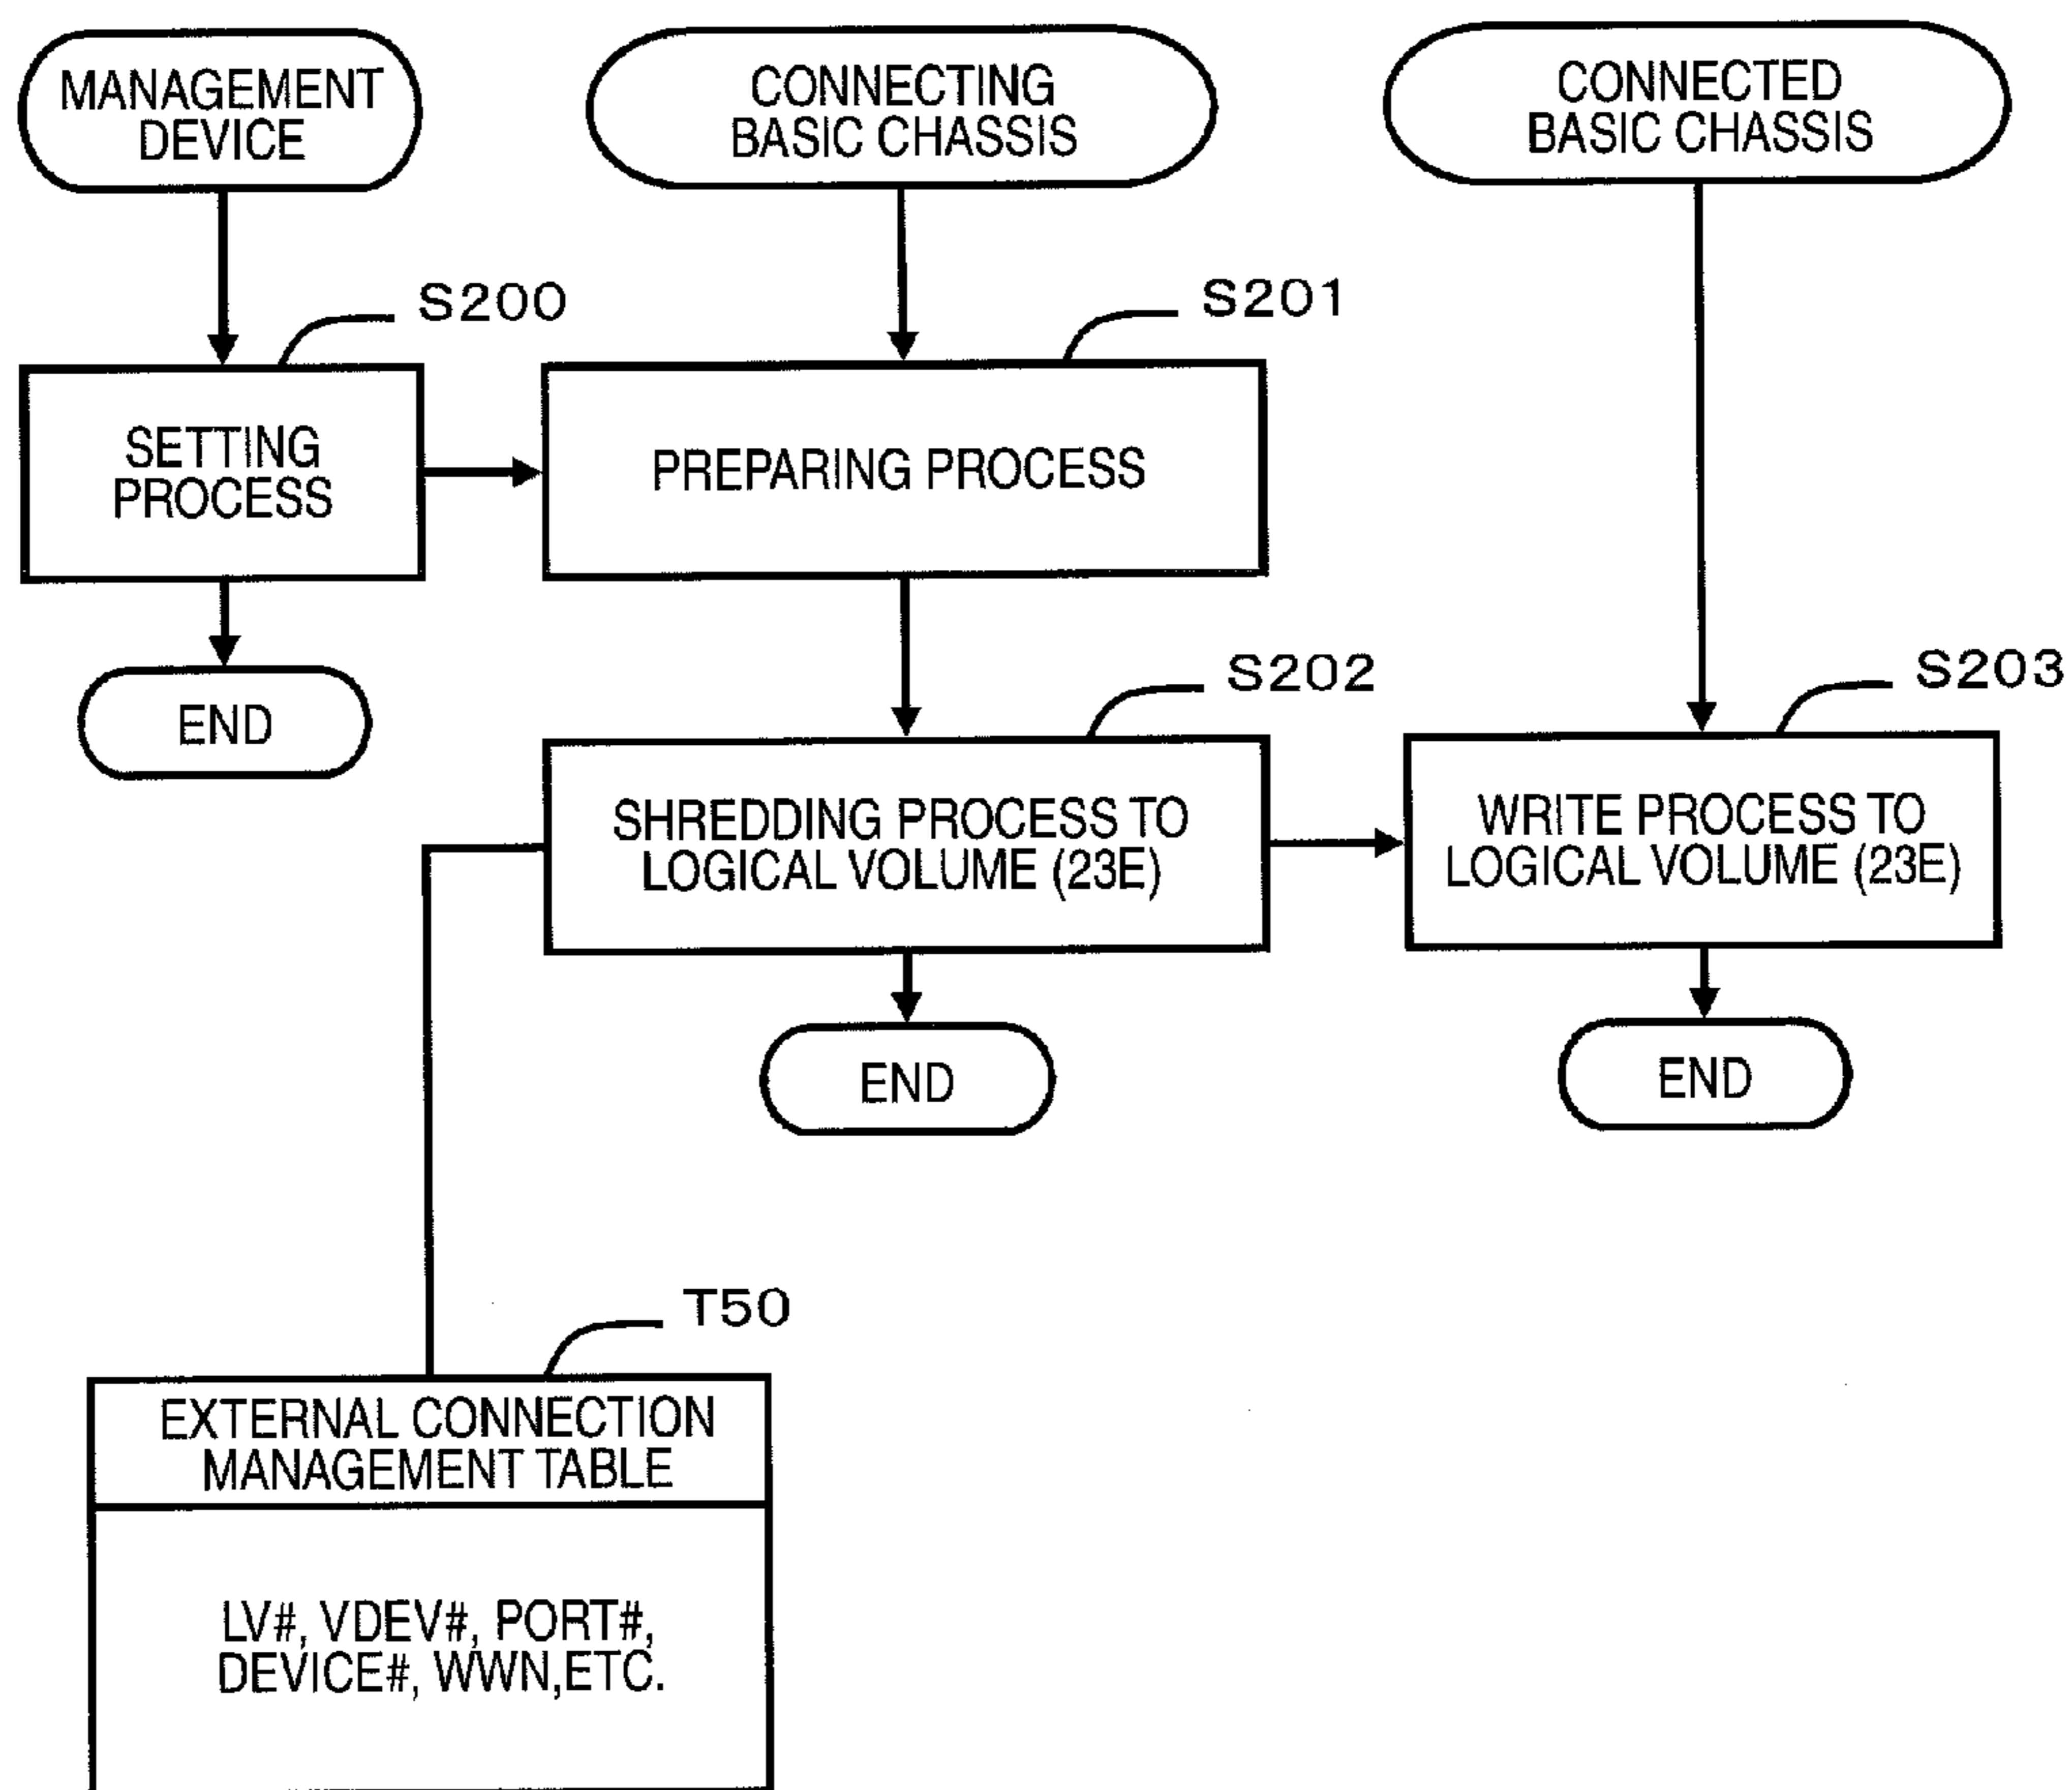 MANAGEMENT
DEVICE
CONNECTING
BASIC CHASSIS
CONNECTED
BASIC CHASSIS
S200
S201
SETTING
PROCESS
PREPARING PROCESS
END
S202
S203
SHREDDING PROCESS TO
LOGICAL VOLUME (23E)
WRITE PROCESS TO
LOGICAL VOLUME (23E)
END
END
T50
EXTERNAL CONNECTION
MANAGEMENT TABLE
LV#, VDEV#, PORT#,
DEVICE#, WWN,ETC.